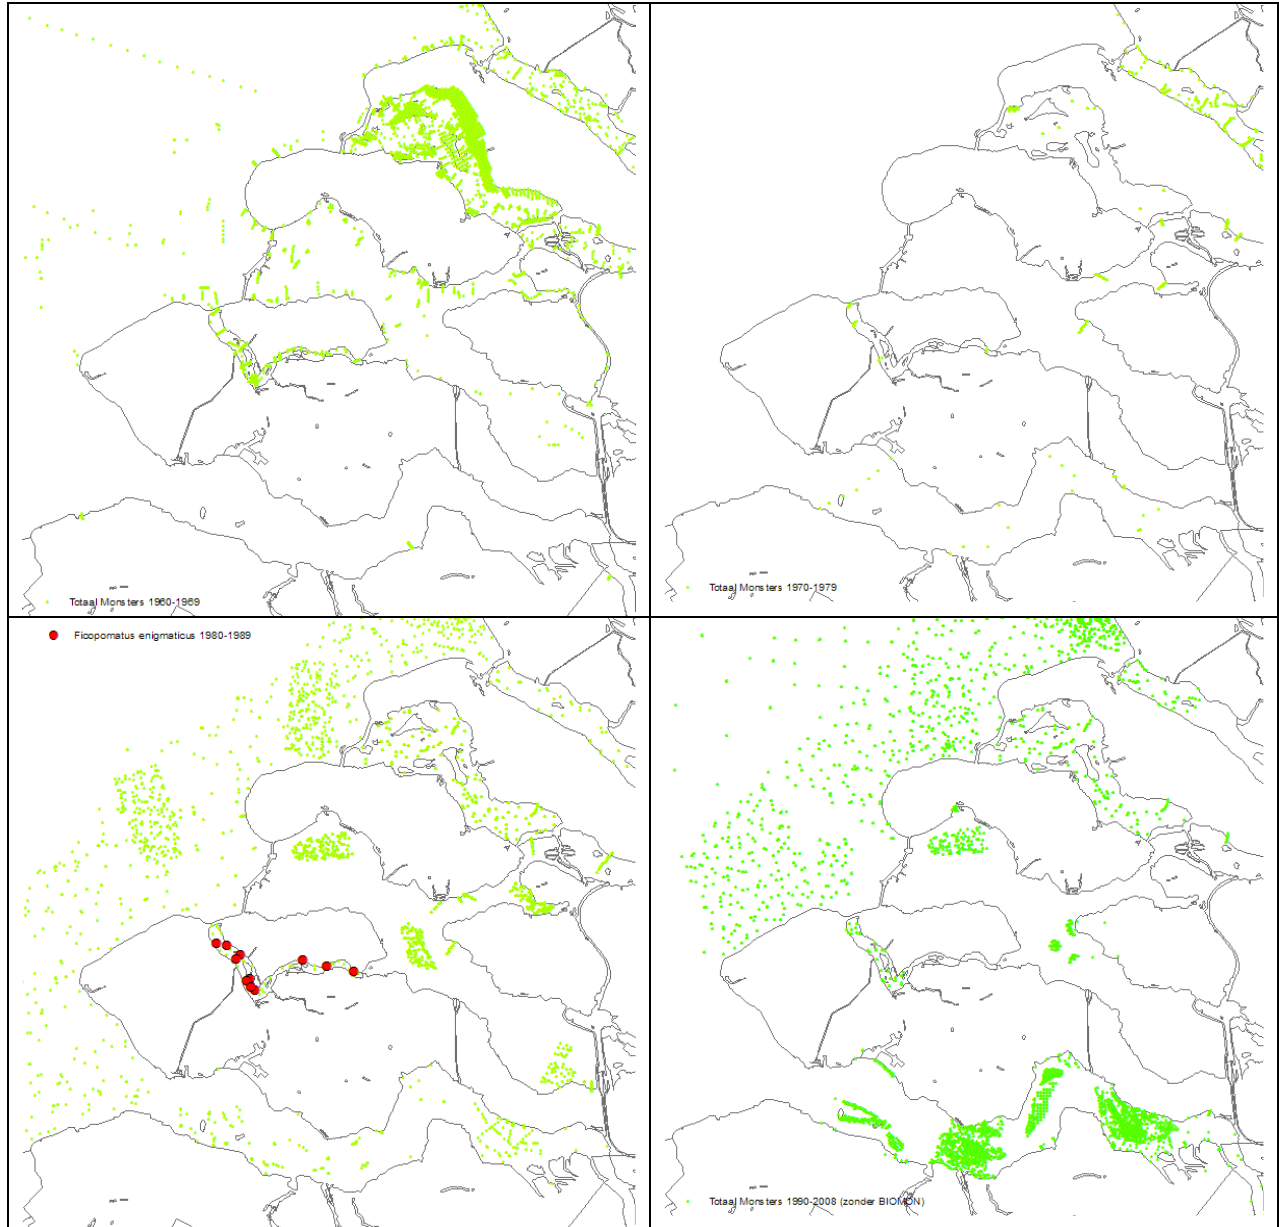 Totaal Monsters 1960-1969
Totaal Monsters 1970-1979
Ficopomatus enigmaticus 1980-1989
Totaal Monsters 1990-2008 (zonder BIOMON)